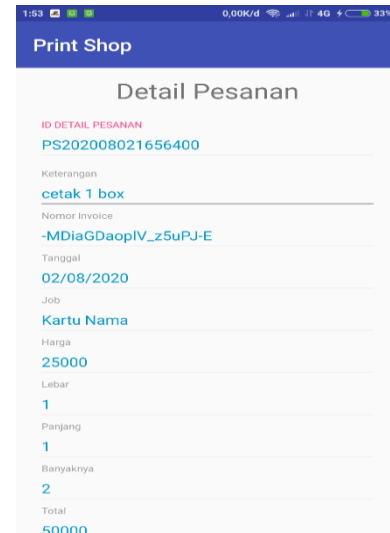 1:53 0,00K/d 4G 33%
Print Shop
Detail Pesanan
ID DETAIL PESANAN
PS202008021656400
Keterangan
cetak 1 box
Nomor Invoice
-MDiaGDaoplV_z5uPJ-E
Tanggal
02/08/2020
Job
Kartu Nama
Harga
25000
Lebar
1
Panjang
1
Banyaknya
2
Total
50000